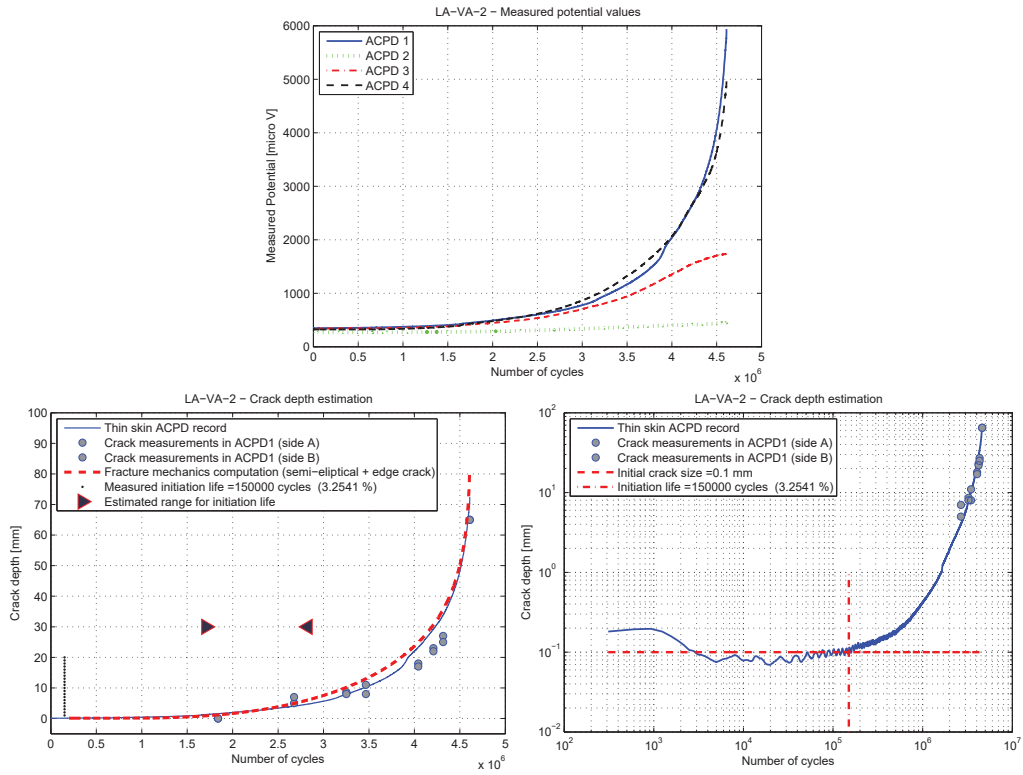 LA−VA−2 − Measured potential values
6000
5000
4000
3000
2000
1000
0
Measured Potential [micro V]
ACPD 1
ACPD 2
ACPD 3
ACPD 4
0 0.5 1 1.5 2 2.5 3 3.5 4 4.5 5
Number of cycles
x 10^6
LA−VA−2 − Crack depth estimation
100
90
80
70
60
50
40
30
20
10
0
Crack depth [mm]
Thin skin ACPD record
Crack measurements in ACPD1 (side A)
Crack measurements in ACPD1 (side B)
Fracture mechanics computation (semi−eliptical + edge crack)
Measured initiation life =150000 cycles (3.2541 %)
Estimated range for initiation life
0 0.5 1 1.5 2 2.5 3 3.5 4 4.5 5
Number of cycles
x 10^6
LA−VA−2 − Crack depth estimation
10^2
10^1
10^0
10^−1
10^−2
Crack depth [mm]
Thin skin ACPD record
Crack measurements in ACPD1 (side A)
Crack measurements in ACPD1 (side B)
Initial crack size =0.1 mm
Initiation life =150000 cycles (3.2541 %)
10^2 10^3 10^4 10^5 10^6 10^7
Number of cycles